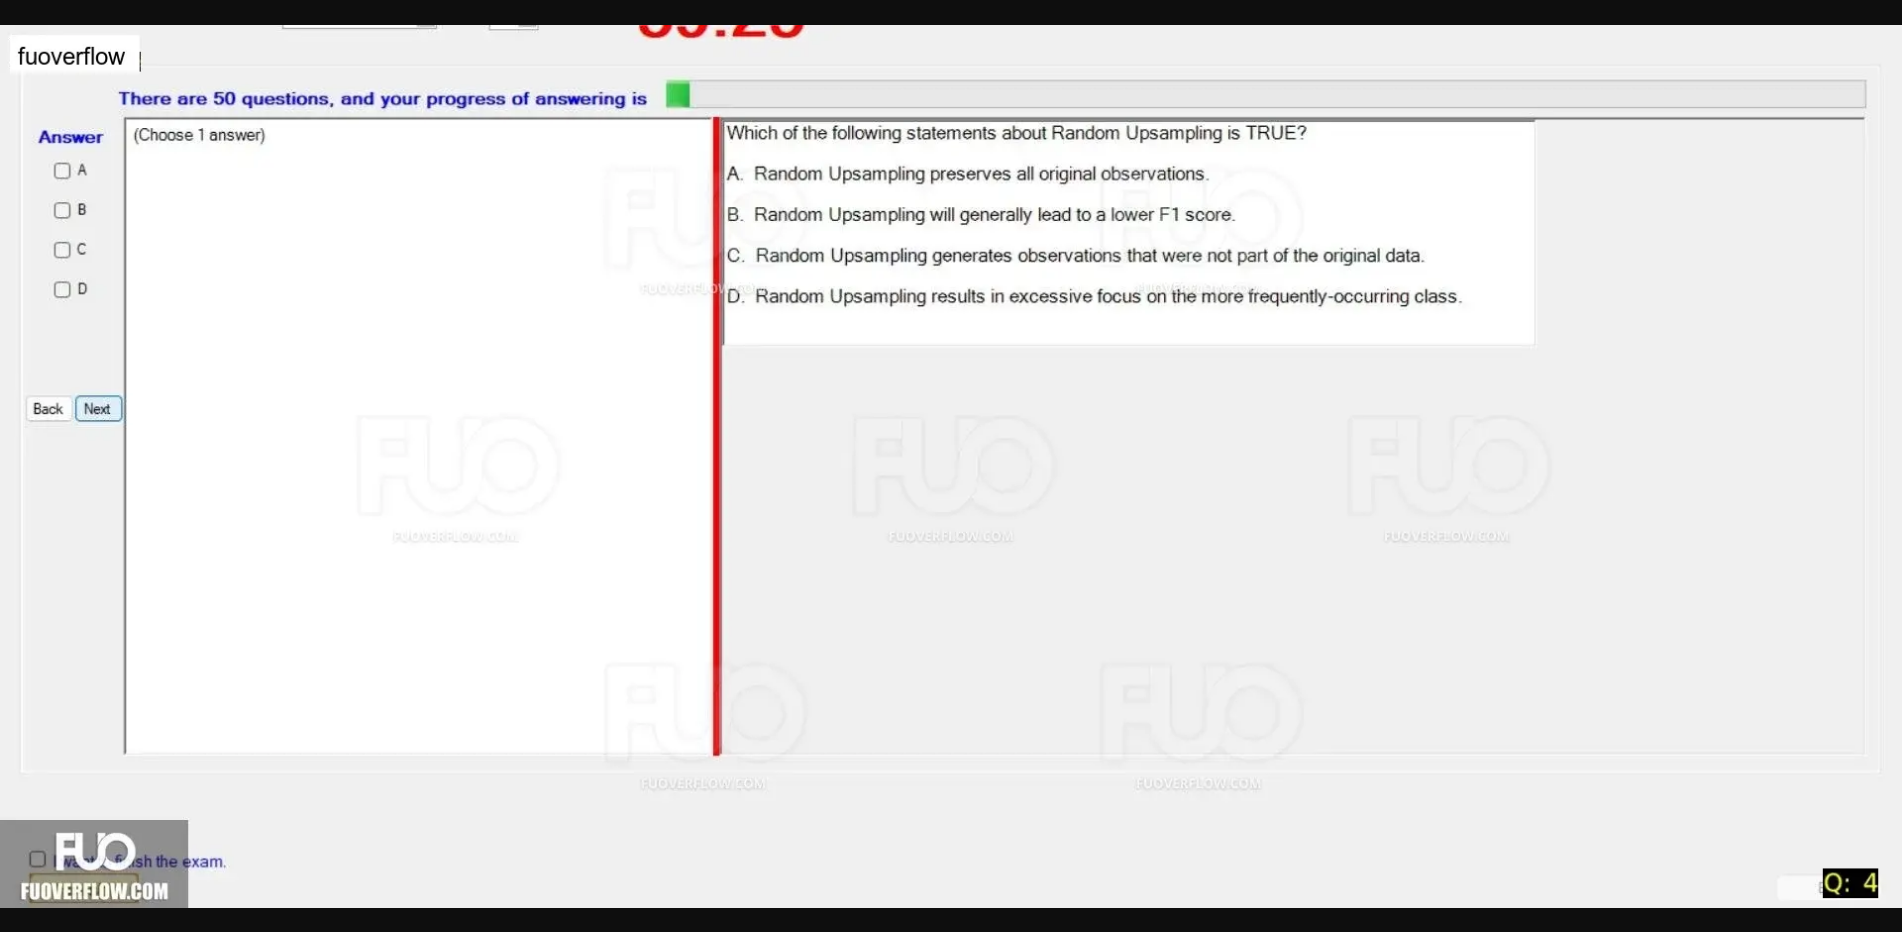 fuoverflow
There are 50 questions, and your progress of answering is
Answer
(Choose 1 answer)
A
B
C
D
Back
Next
Which of the following statements about Random Upsampling is TRUE?
A. Random Upsampling preserves all original observations.
B. Random Upsampling will generally lead to a lower F1 score.
C. Random Upsampling generates observations that were not part of the original data.
D. Random Upsampling results in excessive focus on the more frequently-occurring class.
FUO
FUOVERFLOW.COM
FUO
FUOVERFLOW.COM
FUO
FUOVERFLOW.COM
FUO
FUOVERFLOW.COM
FUO
FUOVERFLOW.COM
FUO
FUOVERFLOW.COM
FUO
FUOVERFLOW.COM
the exam.
FUO
FUOVERFLOW.COM
Q: 4